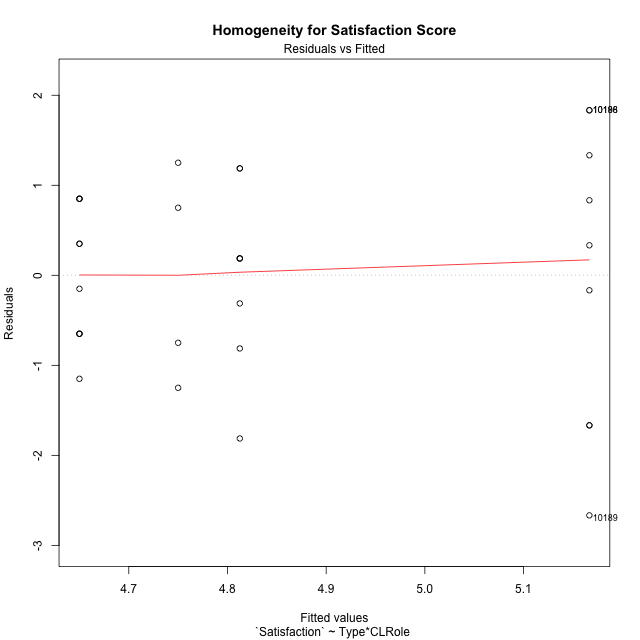 Homogeneity for Satisfaction Score
Residuals vs Fitted
2
1
0
-1
-2
-3
Residuals
10189
4.7 4.8 4.9 5.0 5.1
Fitted values
`Satisfaction` ~ Type*CLRole